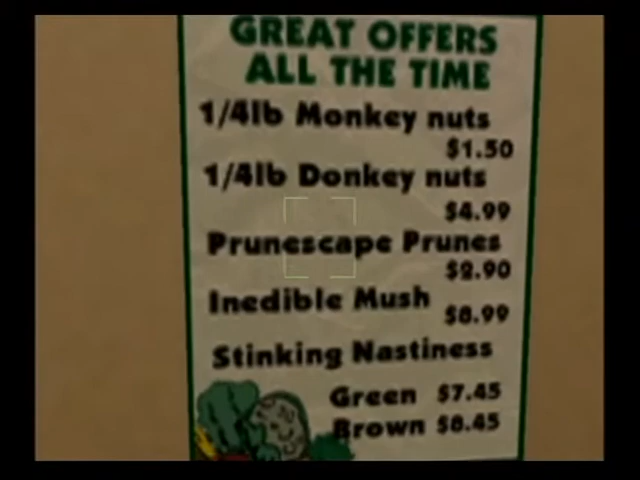 GREAT OFFERS
ALL THE TIME
1/4lb Monkey nuts
$1.50
1/4lb Donkey nuts
$4.99
Prunescape Prunes
$2.90
Inedible Mush
$8.99
Stinking Nastiness
Green $7.45
Brown $8.45